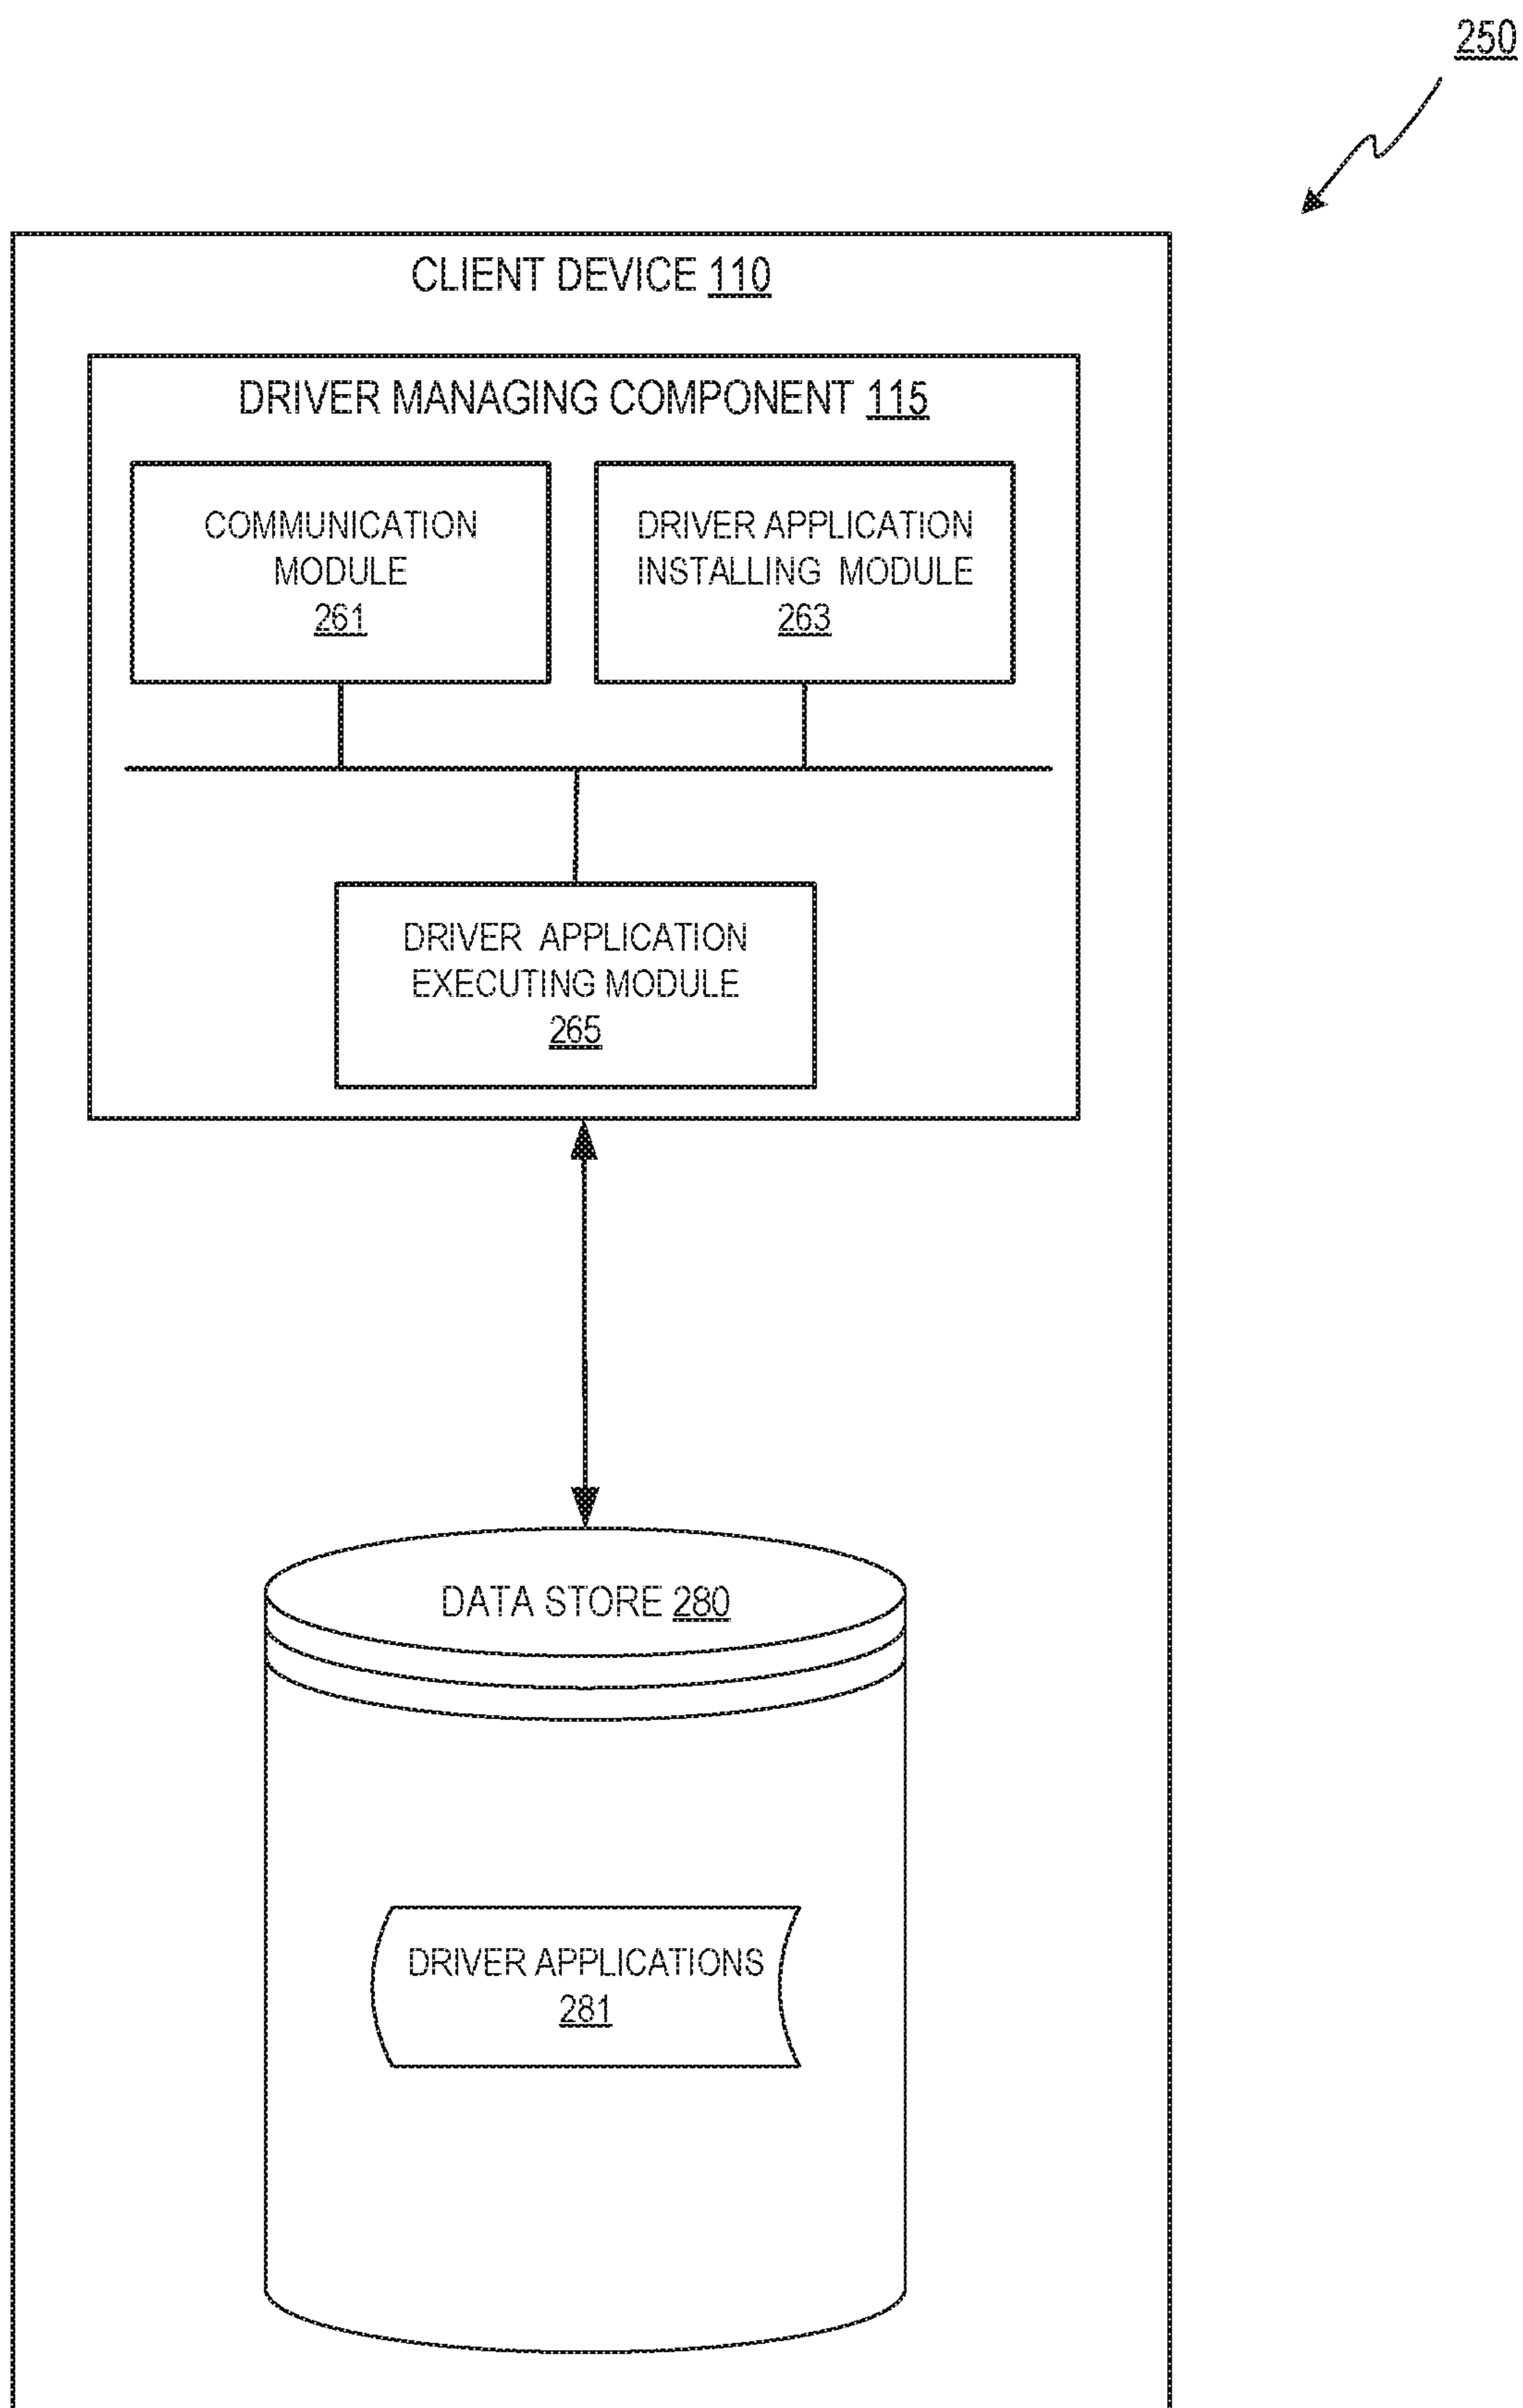 250
CLIENT DEVICE 110
DRIVER MANAGING COMPONENT 115
COMMUNICATION
MODULE
261
DRIVER APPLICATION
INSTALLING MODULE
263
DRIVER APPLICATION
EXECUTING MODULE
265
DATA STORE 280
DRIVER APPLICATIONS
281